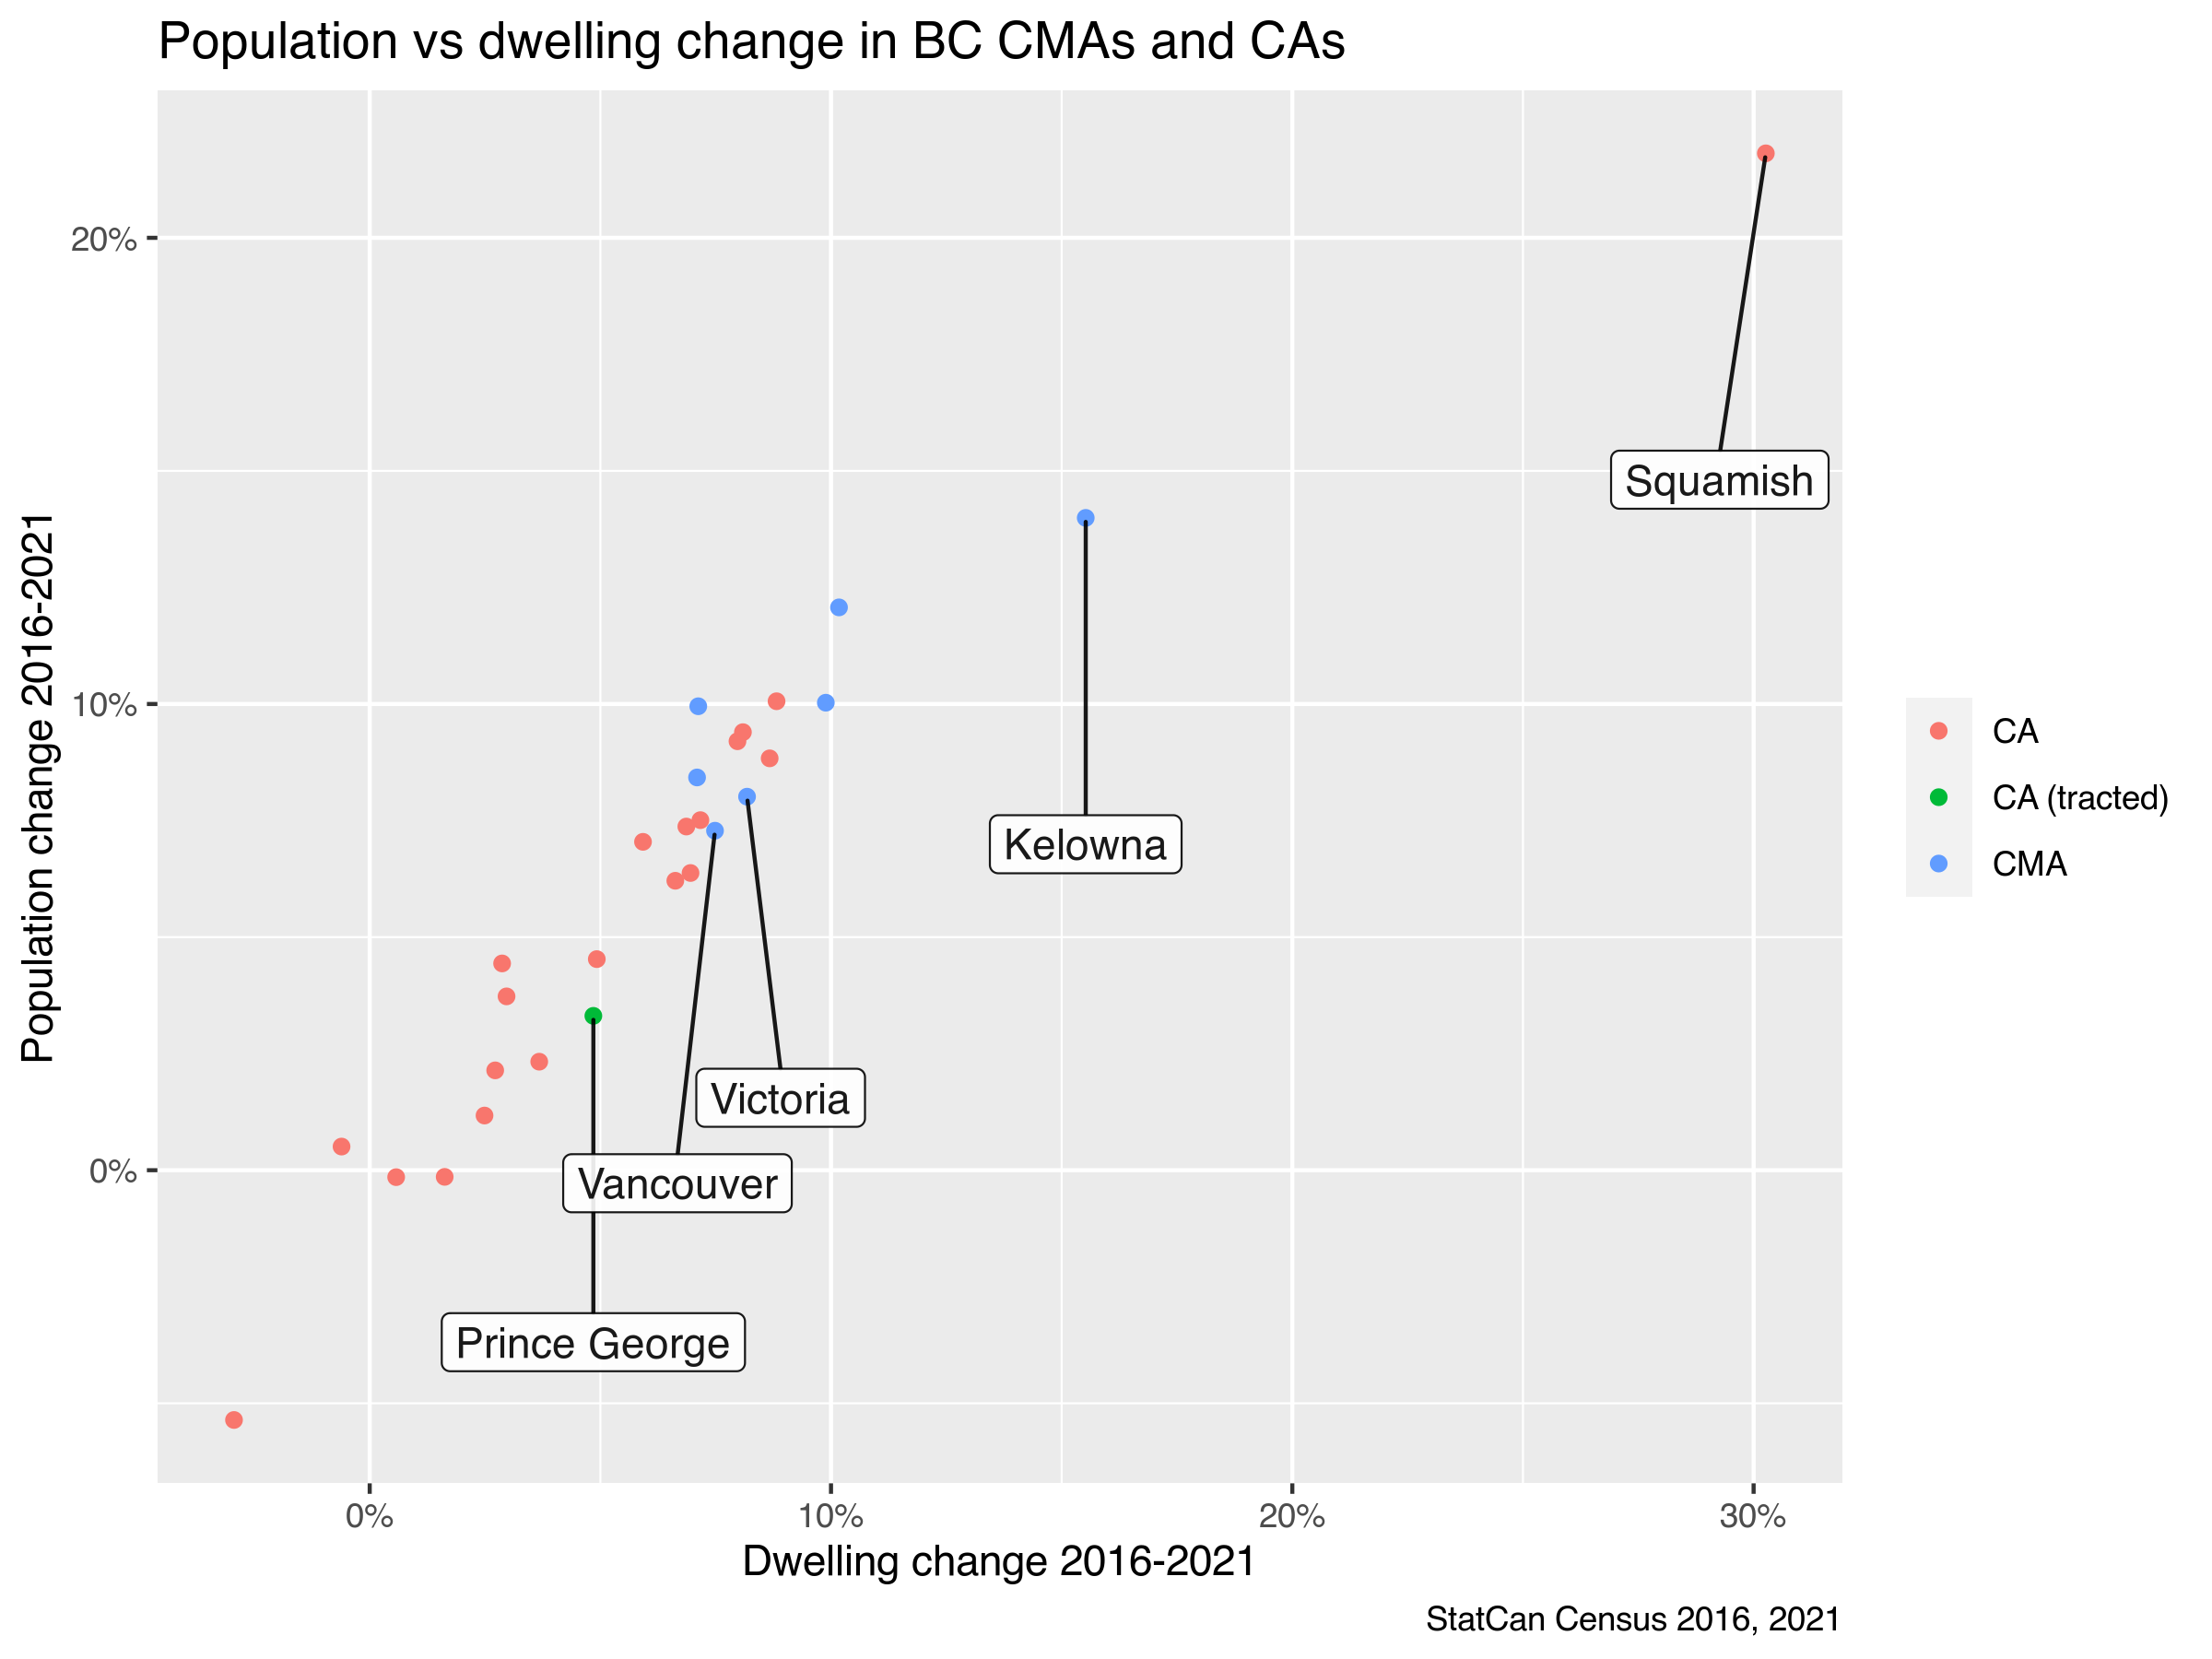 Population vs dwelling change in BC CMAs and CAs
Population change 2016-2021
20%
10%
0%
Squamish
Kelowna
Victoria
Vancouver
Prince George
CA
CA (tracted)
CMA
0%
10%
20%
30%
Dwelling change 2016-2021
StatCan Census 2016, 2021